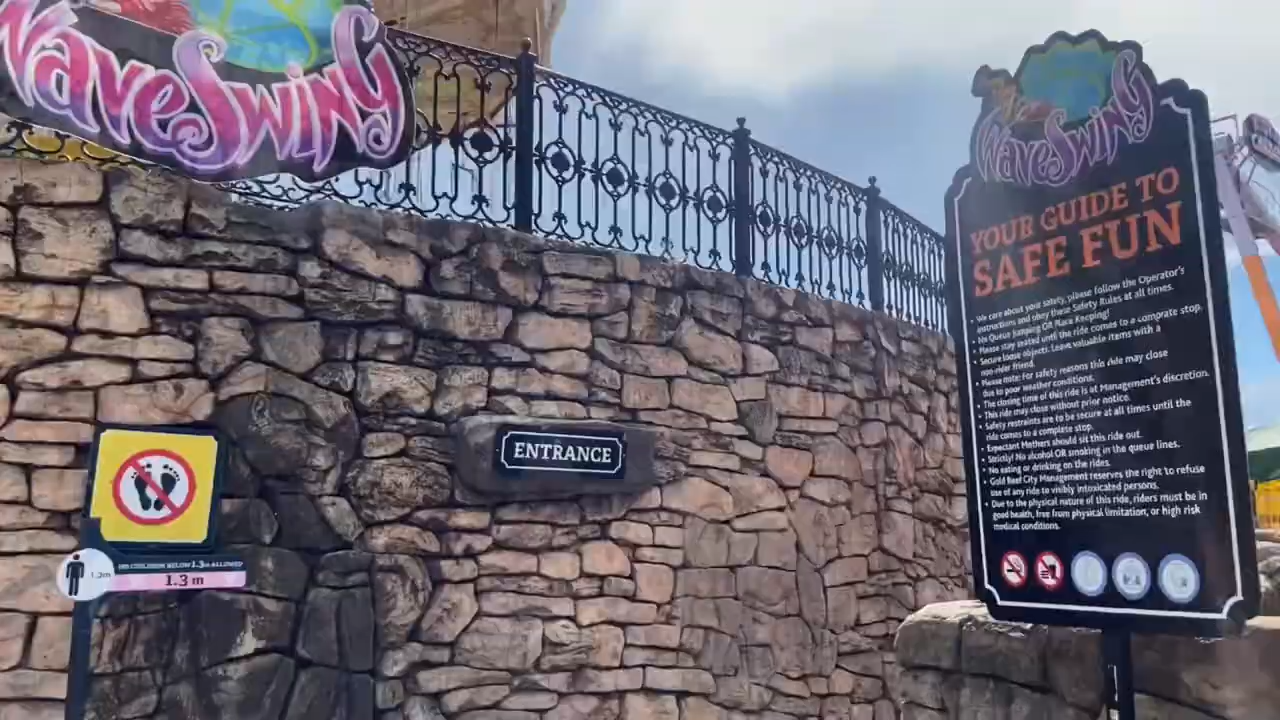 WaveSwing
ENTRANCE
1.3m
NO CHILDREN BELOW 1.3m ALLOWED
1.3 m
WaveSwing
YOUR GUIDE TO
SAFE FUN
• We care about your safety, please follow the Operator's
instructions and obey these Safety Rules at all times.
• No Queue Jumping OR Place Keeping!
• Please stay seated until the ride comes to a complete stop.
• Secure loose objects. Leave valuable items with a
non-rider friend.
• Please note: For safety reasons this ride may close
due to poor weather conditions.
• The closing time of this ride is at Management's discretion.
• This ride may close without prior notice.
• Safety restraints are to be secure at all times until the
ride comes to a complete stop.
• Expectant Mothers should sit this ride out.
• Strictly! No alcohol OR smoking in the queue lines.
• No eating or drinking on the rides.
• Gold Reef City Management reserves the right to refuse
use of any ride to visibly intoxicated persons.
• Due to the physical nature of this ride, riders must be in
good health, free from physical limitation, or high risk
medical conditions.